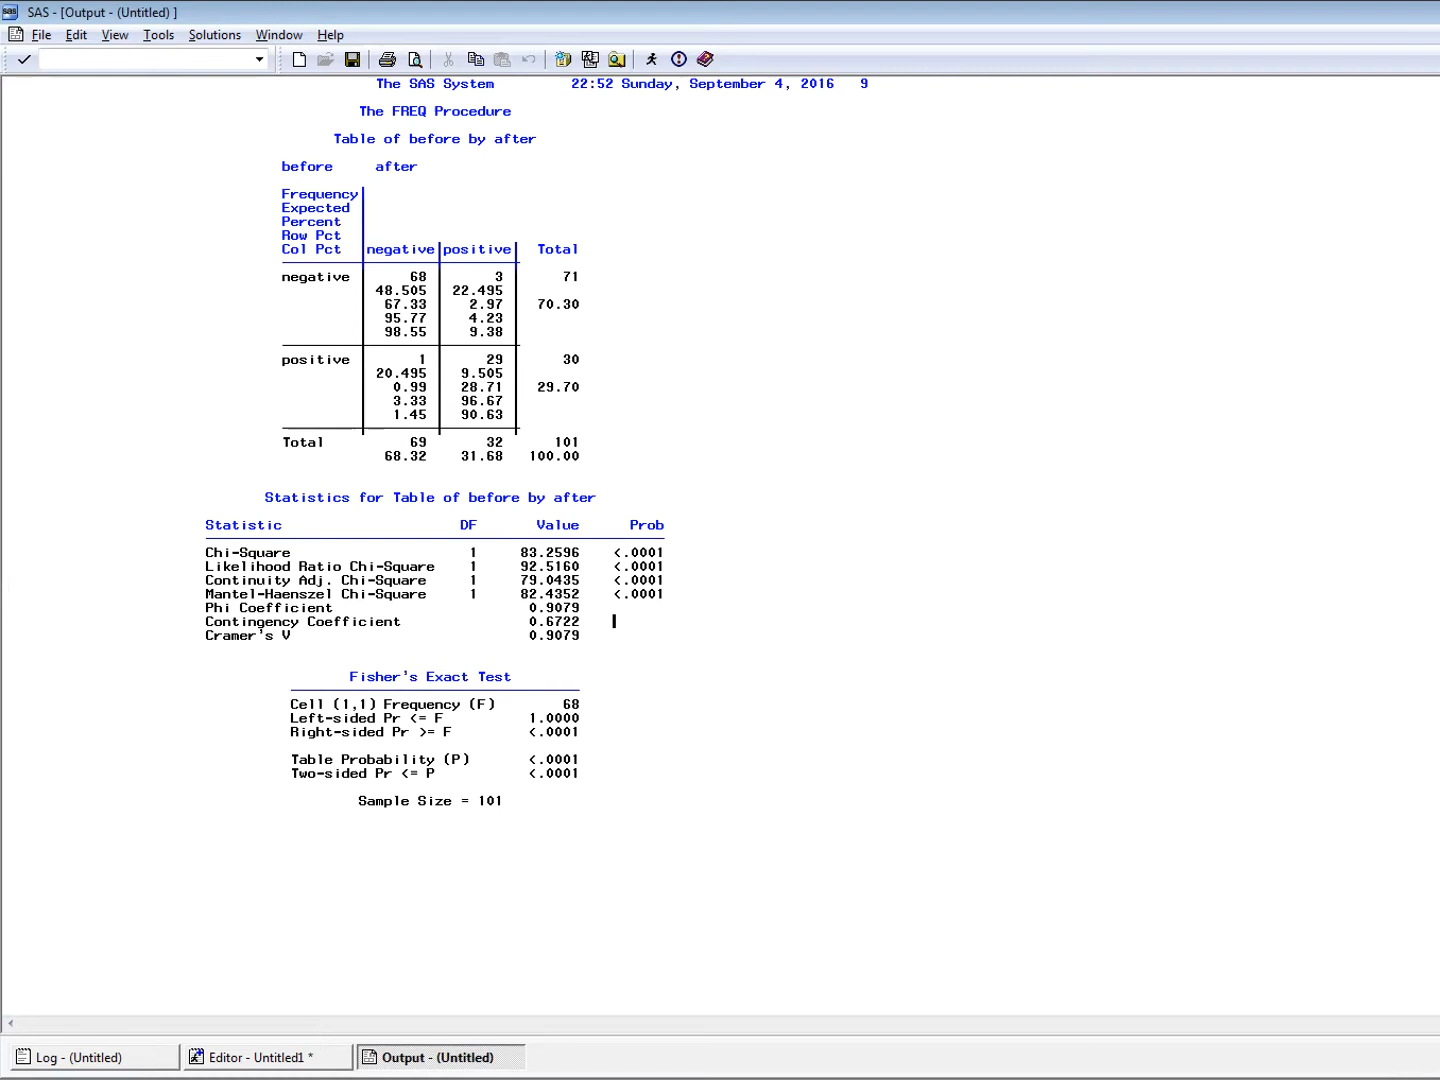 SAS - [Output - (Untitled) ]
File Edit View Tools Solutions Window Help
The SAS System 22:52 Sunday, September 4, 2016 9
The FREQ Procedure
Table of before by after
before after
Frequency
Expected
Percent
Row Pct
Col Pct negative positive Total
negative 68 3 71
48.505 22.495
67.33 2.97 70.30
95.77 4.23
98.55 9.38
positive 1 29 30
20.495 9.505
0.99 28.71 29.70
3.33 96.67
1.45 90.63
Total 69 32 101
68.32 31.68 100.00
Statistics for Table of before by after
Statistic DF Value Prob
Chi-Square 1 83.2596 <.0001
Likelihood Ratio Chi-Square 1 92.5160 <.0001
Continuity Adj. Chi-Square 1 79.0435 <.0001
Mantel-Haenszel Chi-Square 1 82.4352 <.0001
Phi Coefficient 0.9079
Contingency Coefficient 0.6722
Cramer's V 0.9079
Fisher's Exact Test
Cell (1,1) Frequency (F) 68
Left-sided Pr <= F 1.0000
Right-sided Pr >= F <.0001
Table Probability (P) <.0001
Two-sided Pr <= P <.0001
Sample Size = 101
Log - (Untitled) Editor - Untitled1 * Output - (Untitled)